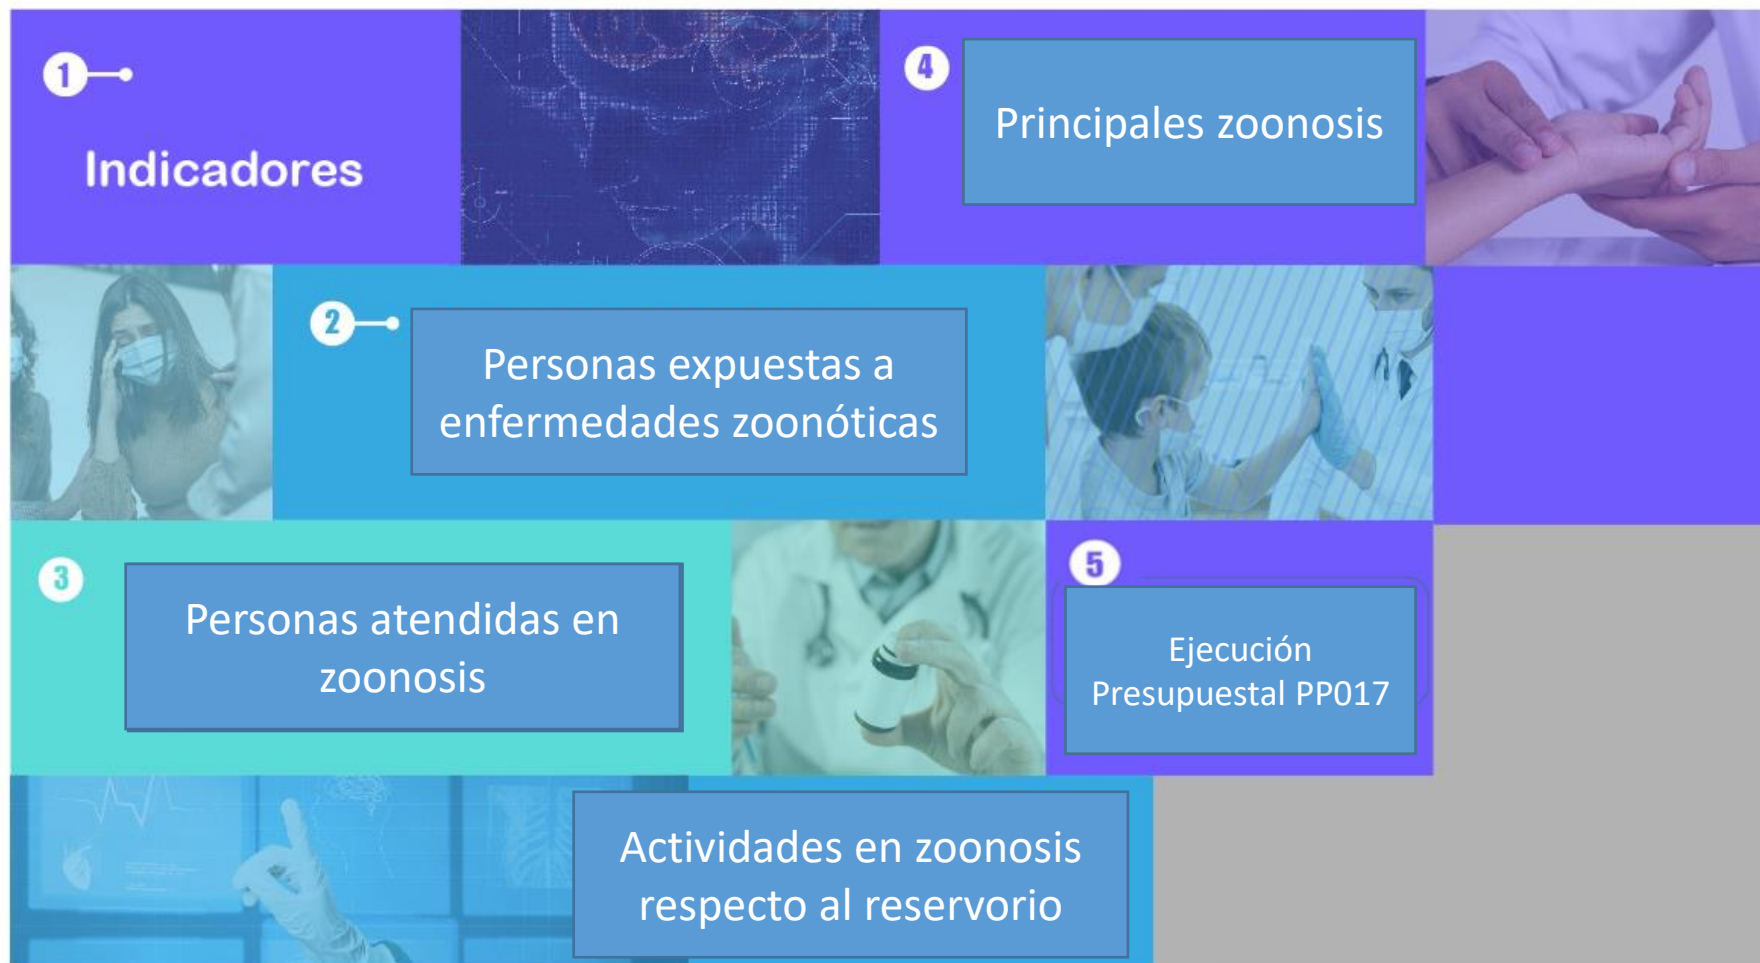 1
Indicadores
2
Personas expuestas a
enfermedades zoonóticas
3
Personas atendidas en
zoonosis
Actividades en zoonosis
respecto al reservorio
4
Principales zoonosis
5
Ejecución
Presupuestal PP017